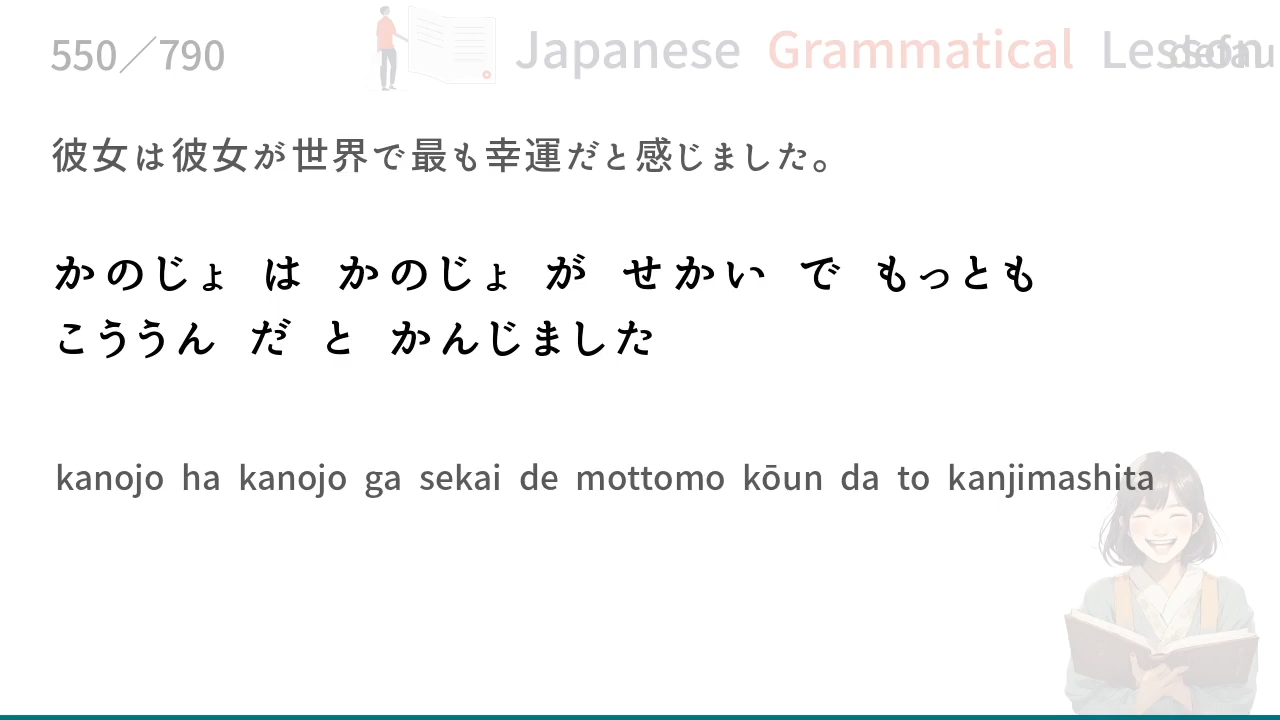 550／790
Japanese Grammatical Lesson
defau
彼女は彼女が世界で最も幸運だと感じました。
かのじょ は かのじょ が せかい で もっとも
こううん だ と かんじました
kanojo ha kanojo ga sekai de mottomo kōun da to kanjimashita